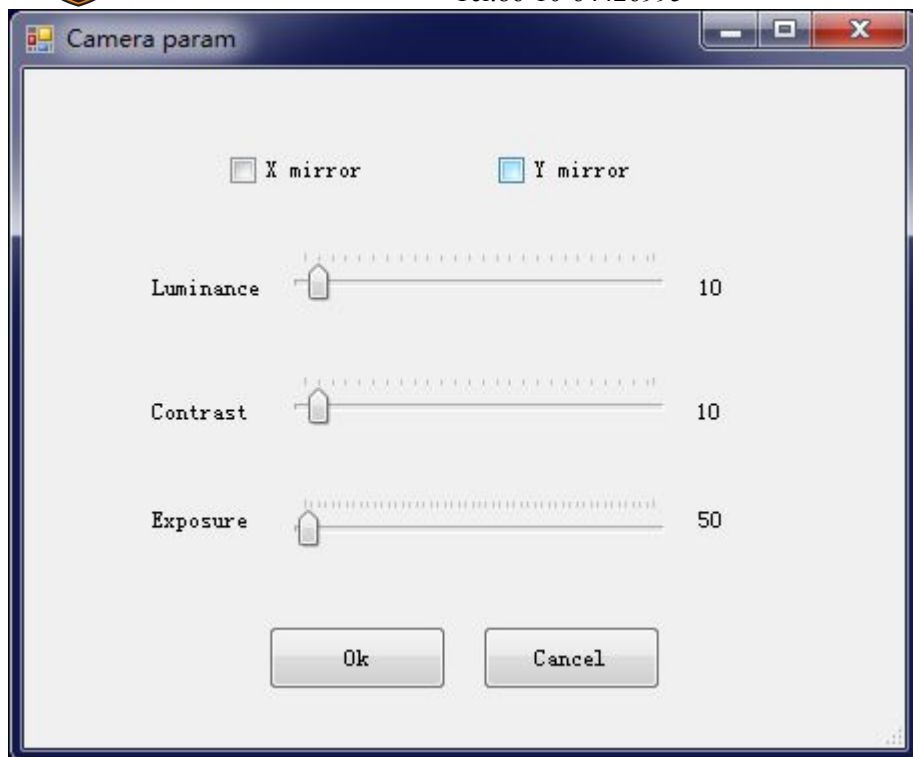 Camera param
X mirror
Y mirror
Luminance
10
Contrast
10
Exposure
50
Ok
Cancel